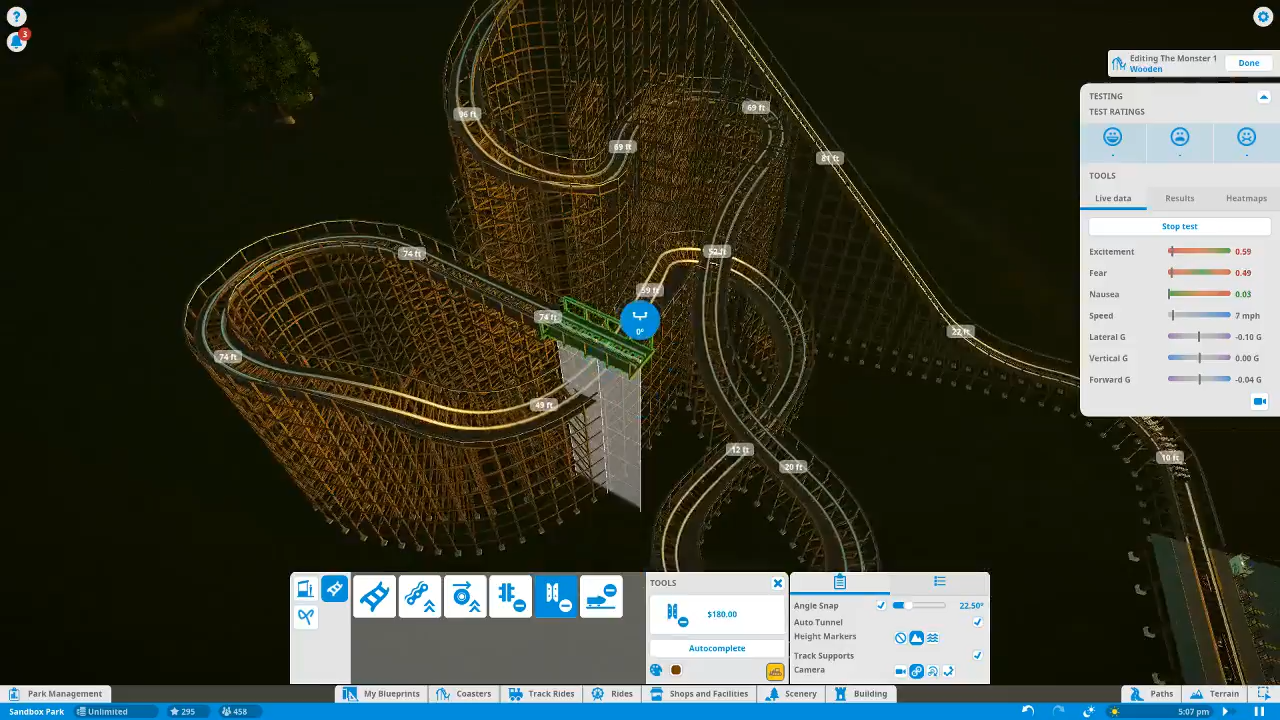 ?
3
Editing The Monster 1
Wooden
Done
TESTING
TEST RATINGS
- - -
TOOLS
Live data Results Heatmaps
Stop test
Excitement 0.59
Fear 0.49
Nausea 0.03
Speed 7 mph
Lateral G -0.10 G
Vertical G 0.00 G
Forward G -0.04 G
96 ft
69 ft
69 ft
81 ft
74 ft
59 ft
74 ft
22 ft
74 ft
49 ft
12 ft
20 ft
10 ft
0°
TOOLS
$180.00
Autocomplete
Angle Snap 22.50°
Auto Tunnel
Height Markers
Track Supports
Camera
Park Management My Blueprints Coasters Track Rides Rides Shops and Facilities Scenery Building Paths Terrain
Sandbox Park Unlimited 295 458 5:07 pm